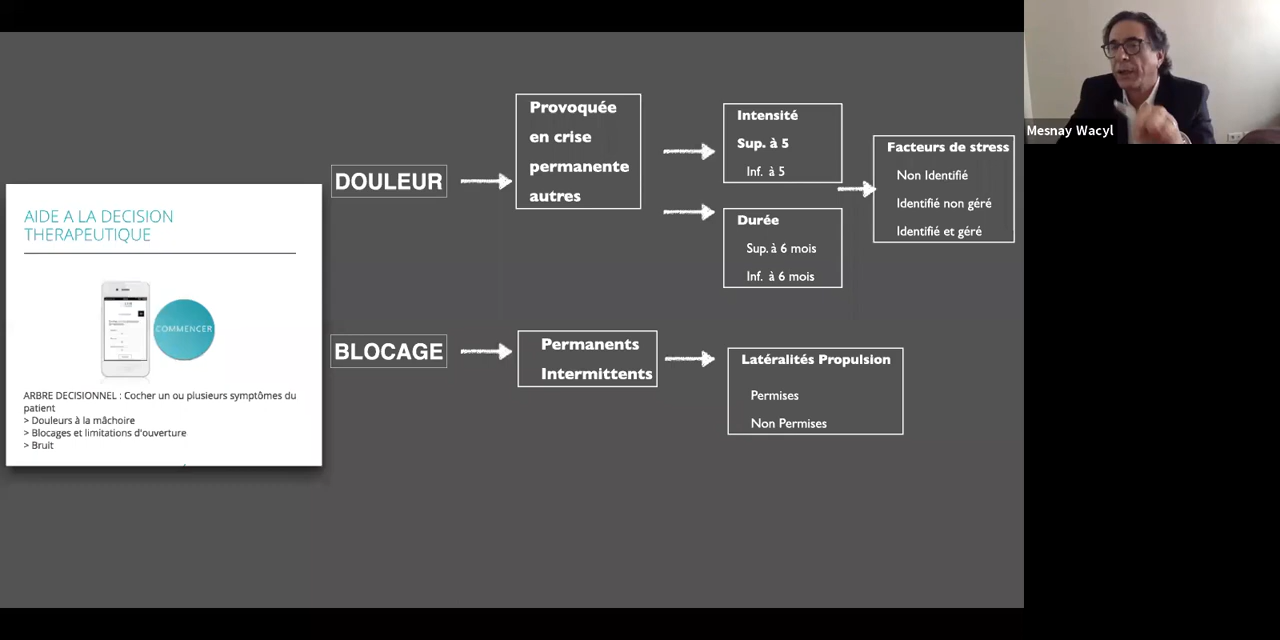 AIDE A LA DECISION
THERAPEUTIQUE
COMMENCER
ARBRE DECISIONNEL : Cocher un ou plusieurs symptômes du
patient
> Douleurs à la mâchoire
> Blocages et limitations d'ouverture
> Bruit
DOULEUR
Provoquée
en crise
permanente
autres
Intensité
Sup. à 5
Inf. à 5
Durée
Sup. à 6 mois
Inf. à 6 mois
Facteurs de stress
Non Identifié
Identifié non géré
Identifié et géré
BLOCAGE
Permanents
Intermittents
Latéralités Propulsion
Permises
Non Permises
Mesnay Wacyl